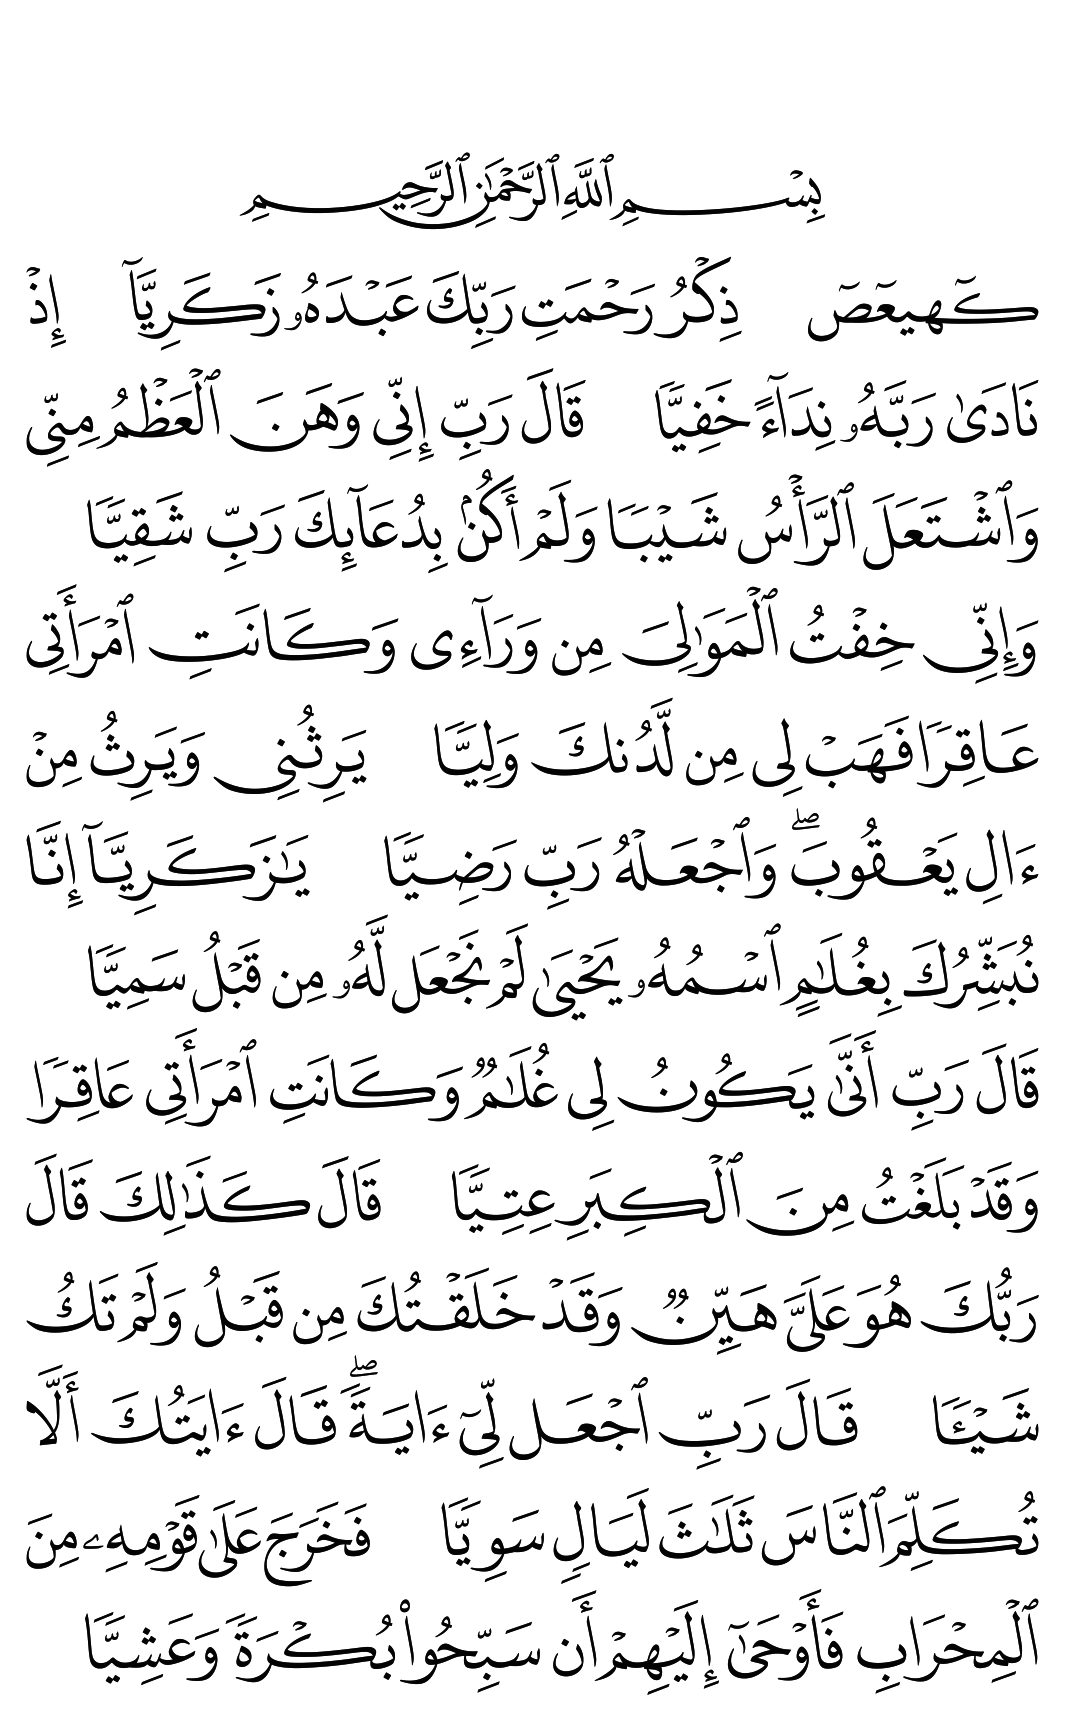 بِسْمِ ٱللَّهِ ٱلرَّحْمَٰنِ ٱلرَّحِيمِ
كٓهيعٓصٓ ذِكْرُ رَحْمَتِ رَبِّكَ عَبْدَهُۥ زَكَرِيَّآ إِذْ
نَادَىٰ رَبَّهُۥ نِدَآءً خَفِيًّا قَالَ رَبِّ إِنِّى وَهَنَ ٱلْعَظْمُ مِنِّى
وَٱشْتَعَلَ ٱلرَّأْسُ شَيْبًا وَلَمْ أَكُنۢ بِدُعَآئِكَ رَبِّ شَقِيًّا
وَإِنِّى خِفْتُ ٱلْمَوَٰلِىَ مِن وَرَآءِى وَكَانَتِ ٱمْرَأَتِى
عَاقِرًا فَهَبْ لِى مِن لَّدُنكَ وَلِيًّا يَرِثُنِى وَيَرِثُ مِنْ
ءَالِ يَعْقُوبَ ۖ وَٱجْعَلْهُ رَبِّ رَضِيًّا يَٰزَكَرِيَّآ إِنَّا
نُبَشِّرُكَ بِغُلَٰمٍ ٱسْمُهُۥ يَحْيَىٰ لَمْ نَجْعَل لَّهُۥ مِن قَبْلُ سَمِيًّا
قَالَ رَبِّ أَنَّىٰ يَكُونُ لِى غُلَٰمٌ وَكَانَتِ ٱمْرَأَتِى عَاقِرًا
وَقَدْ بَلَغْتُ مِنَ ٱلْكِبَرِ عِتِيًّا قَالَ كَذَٰلِكَ قَالَ
رَبُّكَ هُوَ عَلَىَّ هَيِّنٌ وَقَدْ خَلَقْتُكَ مِن قَبْلُ وَلَمْ تَكُ
شَيْـًٔا قَالَ رَبِّ ٱجْعَل لِّىٓ ءَايَةً ۖ قَالَ ءَايَتُكَ أَلَّا
تُكَلِّمَ ٱلنَّاسَ ثَلَٰثَ لَيَالٍ سَوِيًّا فَخَرَجَ عَلَىٰ قَوْمِهِۦ مِنَ
ٱلْمِحْرَابِ فَأَوْحَىٰٓ إِلَيْهِمْ أَن سَبِّحُوا۟ بُكْرَةً وَعَشِيًّا